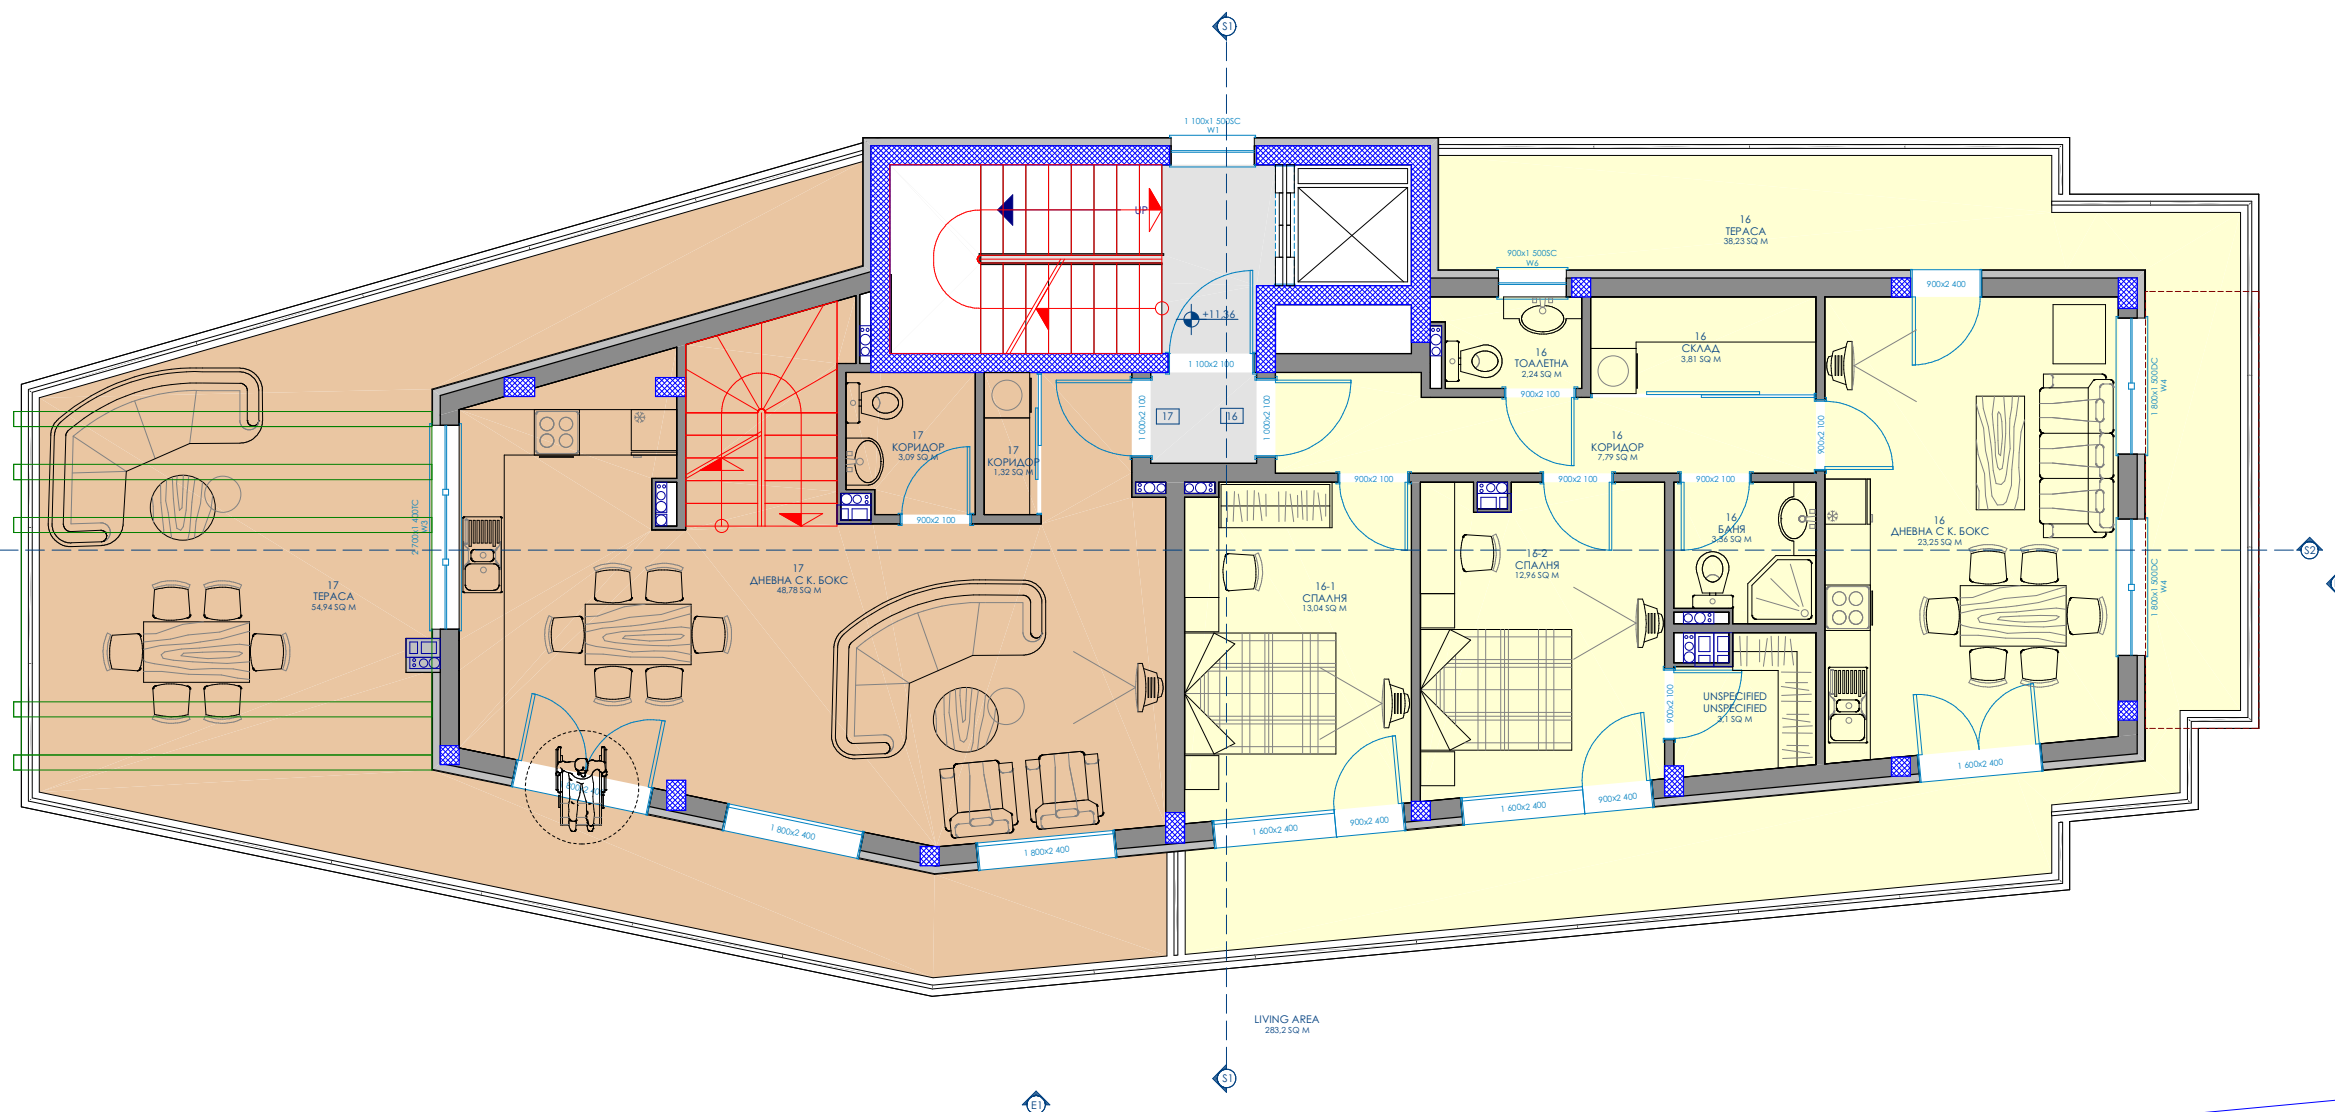 S1
1 100x1 500SC
W1
UP
+11,36
1 100x2 100
16
ТЕРАСА
38,23 SQ M
900x1 500SC
W6
900x2 400
16
ТОАЛЕТНА
2,24 SQ M
900x2 100
16
СКЛАД
3,81 SQ M
1 800x1 500DC
W4
17
КОРИДОР
3,09 SQ M
900x2 100
17
КОРИДОР
1,32 SQ M
1 000x2 100
17
16
1 000x2 100
16
КОРИДОР
7,79 SQ M
900x2 100
900x2 100
900x2 100
900x2 100
2 700x1 400TC
W3
16
БАНЯ
3,36 SQ M
16
ДНЕВНА С К. БОКС
23,25 SQ M
S2
17
ТЕРАСА
54,94 SQ M
17
ДНЕВНА С К. БОКС
48,78 SQ M
16-1
СПАЛНЯ
13,04 SQ M
16-2
СПАЛНЯ
12,96 SQ M
1 800x1 500DC
W4
900x2 100
UNSPECIFIED
UNSPECIFIED
3,1 SQ M
1 800x2 400
1 800x2 400
1 600x2 400
900x2 400
1 600x2 400
900x2 400
1 600x2 400
LIVING AREA
283,2 SQ M
S1
E1